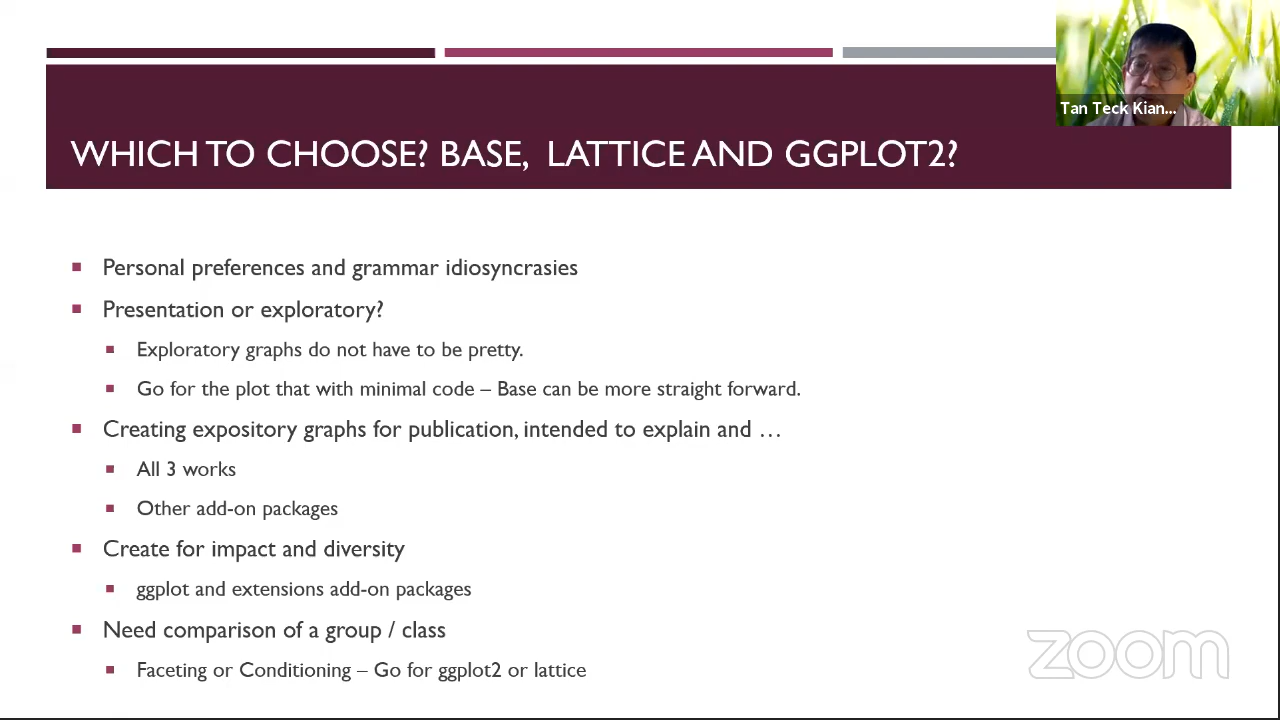 Tan Teck Kian...
WHICH TO CHOOSE? BASE, LATTICE AND GGPLOT2?
Personal preferences and grammar idiosyncrasies
Presentation or exploratory?
Exploratory graphs do not have to be pretty.
Go for the plot that with minimal code – Base can be more straight forward.
Creating expository graphs for publication, intended to explain and …
All 3 works
Other add-on packages
Create for impact and diversity
ggplot and extensions add-on packages
Need comparison of a group / class
Faceting or Conditioning – Go for ggplot2 or lattice
zoom